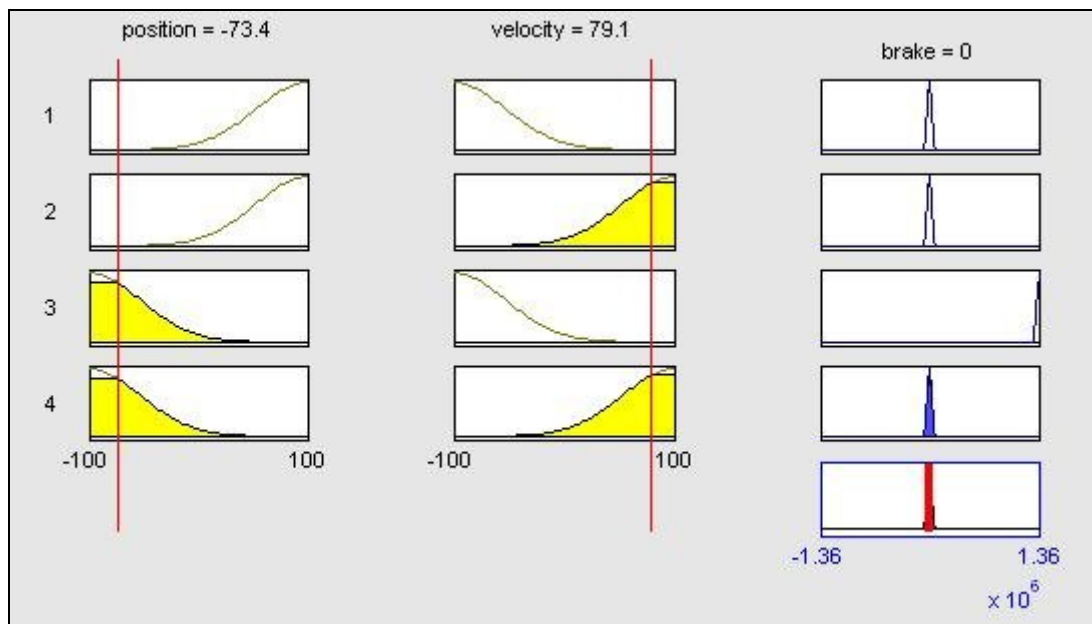 position = -73.4
velocity = 79.1
brake = 0
1
2
3
4
-100
100
-100
100
-1.36
1.36
x 10^6